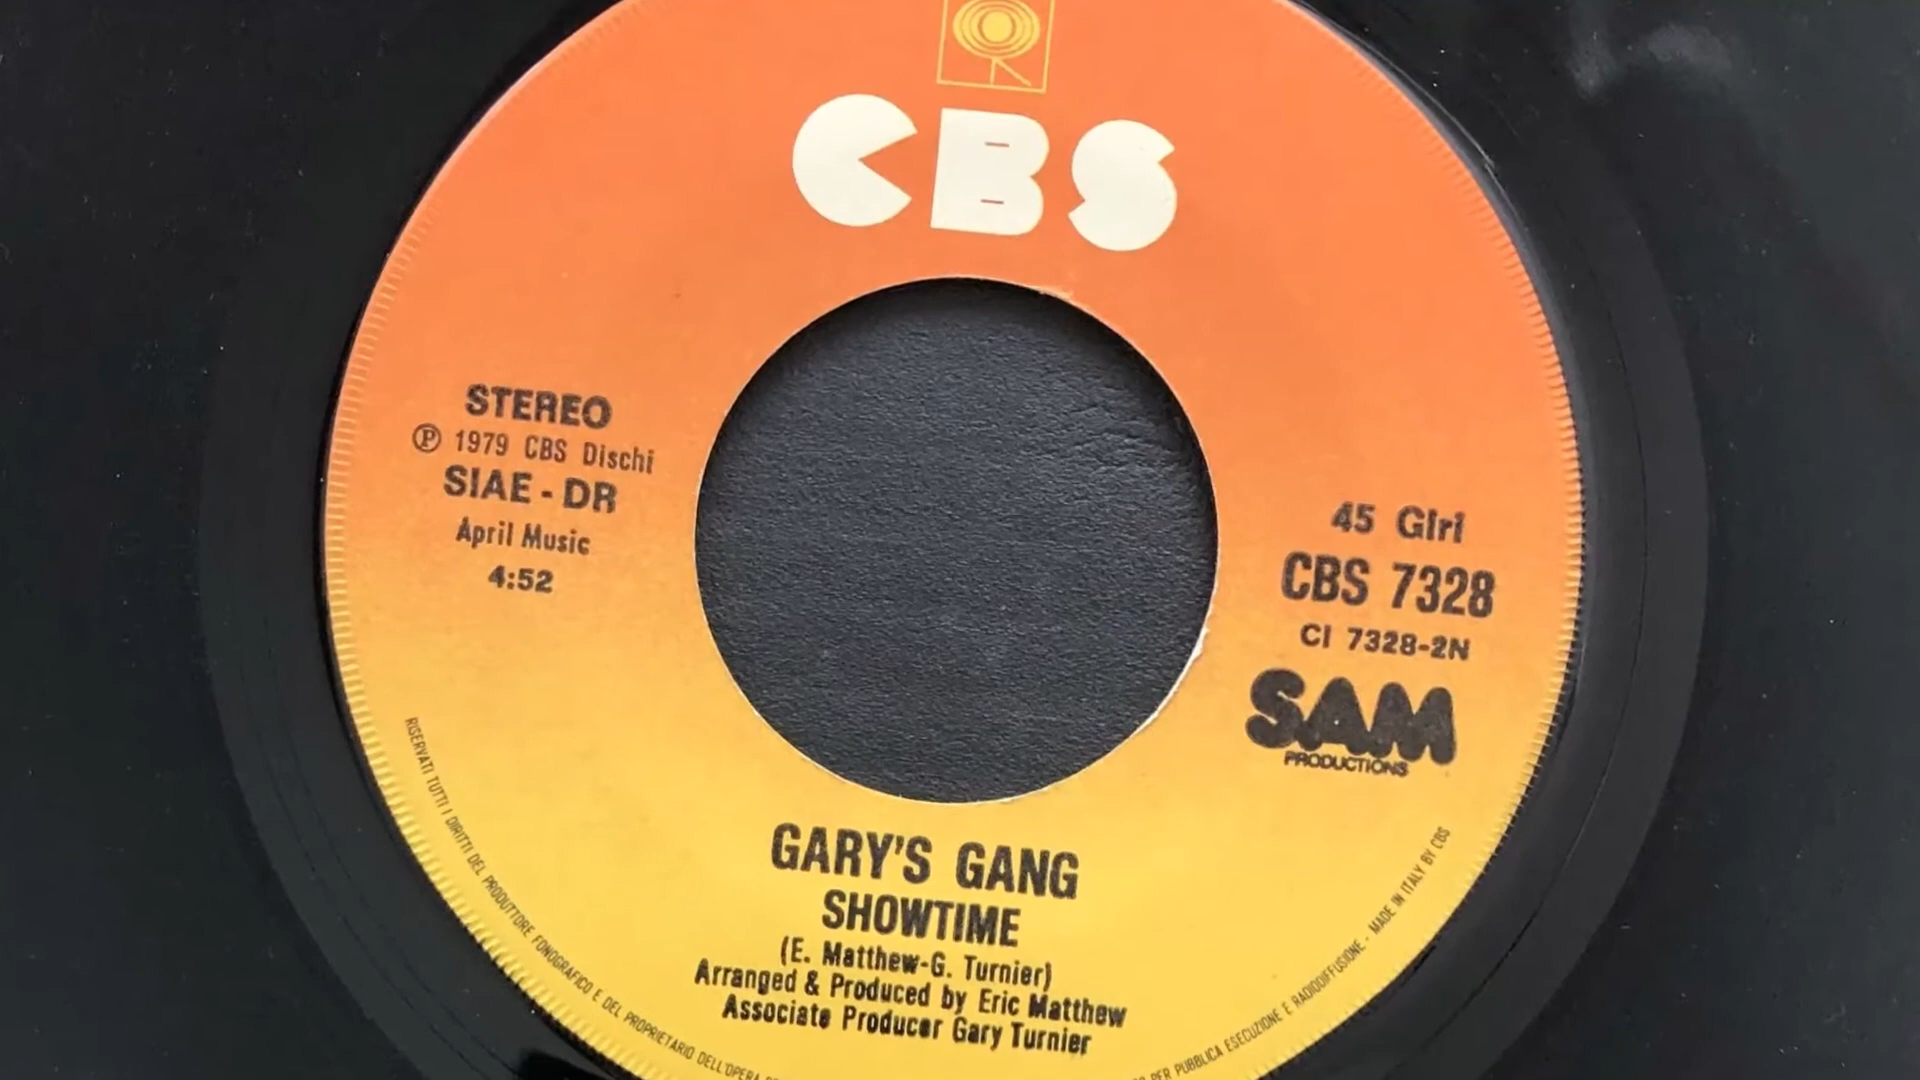 CBS
STEREO
℗ 1979 CBS Dischi
SIAE - DR
April Music
4:52
45 Giri
CBS 7328
CI 7328-2N
SAM
PRODUCTIONS
GARY'S GANG
SHOWTIME
(E. Matthew-G. Turnier)
Arranged & Produced by Eric Matthew
Associate Producer Gary Turnier
RISERVATI TUTTI I DIRITTI DEL PRODUTTORE FONOGRAFICO E DEL PROPRIETARIO DELL'OPERA
PER PUBBLICA ESECUZIONE E RADIODIFFUSIONE - MADE IN ITALY BY CBS